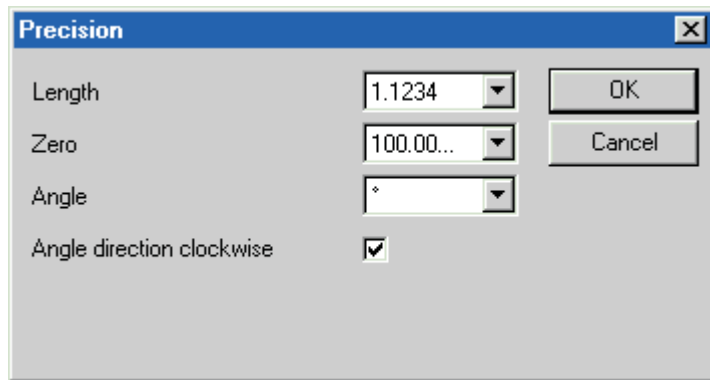 Precision
Length 1.1234 OK
Zero 100.00... Cancel
Angle °
Angle direction clockwise